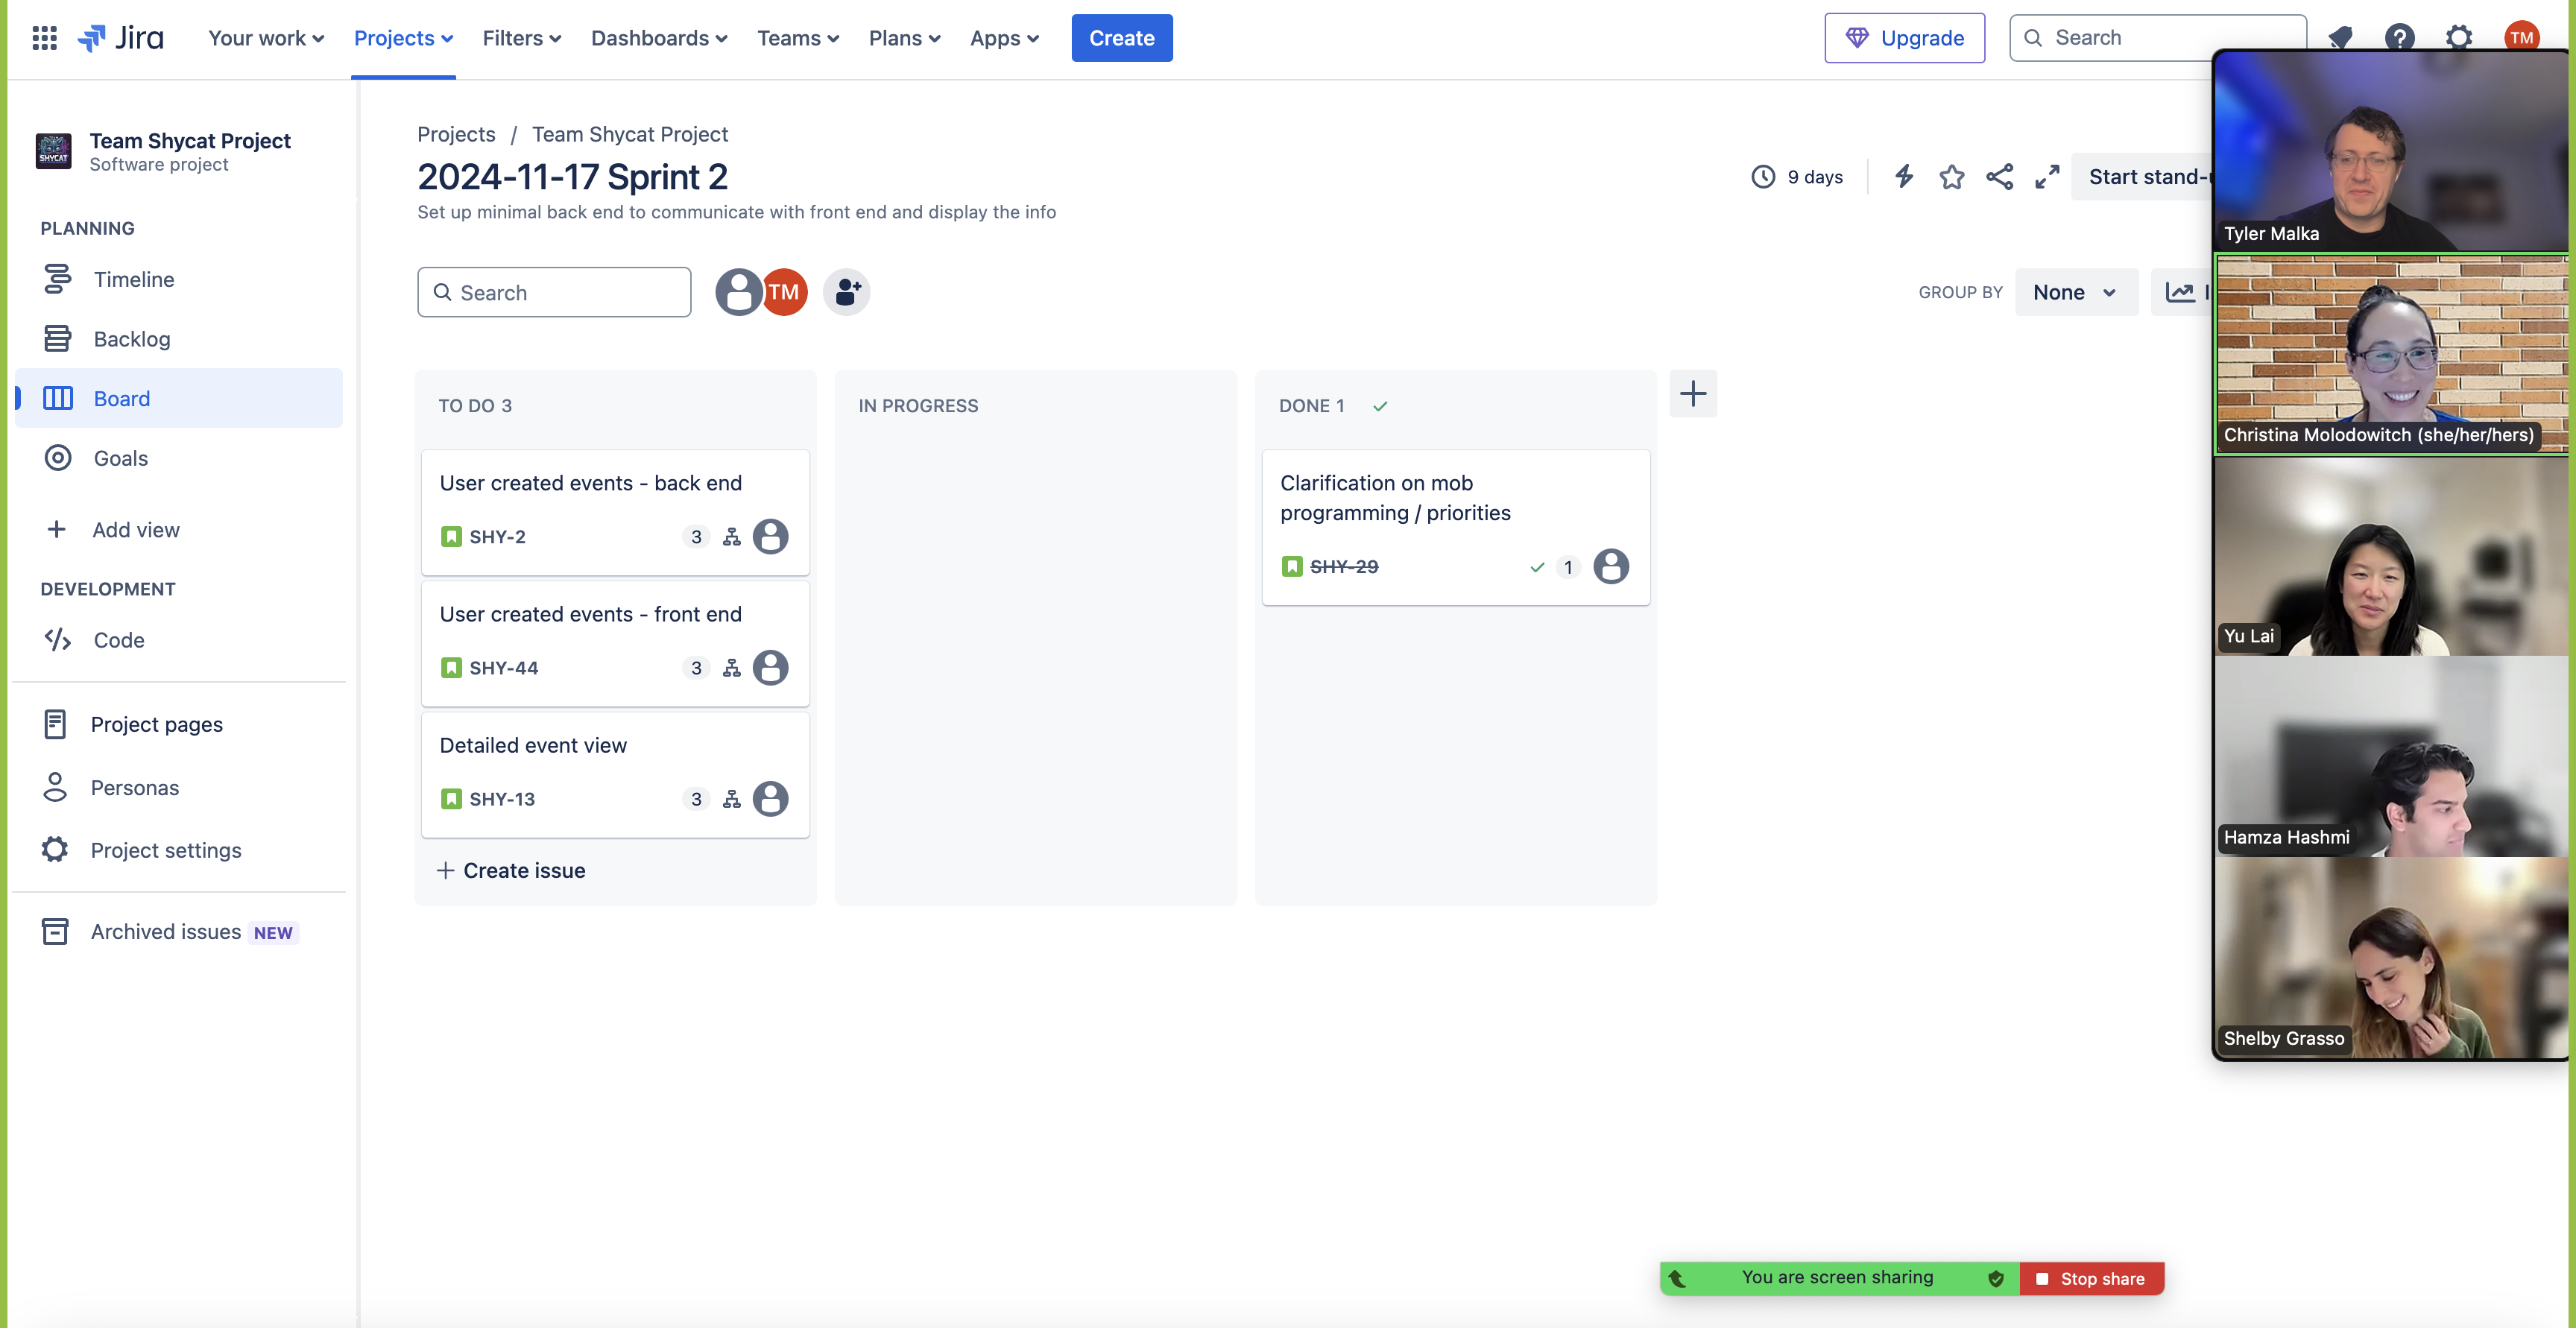 Jira
Your work
Projects
Filters
Dashboards
Teams
Plans
Apps
Create
Upgrade
Search
TM
Team Shycat Project
Software project
SHYCAT
PLANNING
Timeline
Backlog
Board
Goals
Add view
DEVELOPMENT
Code
Project pages
Personas
Project settings
Archived issues NEW
Projects / Team Shycat Project
2024-11-17 Sprint 2
Set up minimal back end to communicate with front end and display the info
9 days
Start stand-
Search
TM
GROUP BY
None
TO DO 3
User created events - back end
SHY-2
3
User created events - front end
SHY-44
3
Detailed event view
SHY-13
3
+ Create issue
IN PROGRESS
DONE 1
Clarification on mob
programming / priorities
SHY-29
1
Tyler Malka
Christina Molodowitch (she/her/hers)
Yu Lai
Hamza Hashmi
Shelby Grasso
You are screen sharing
Stop share